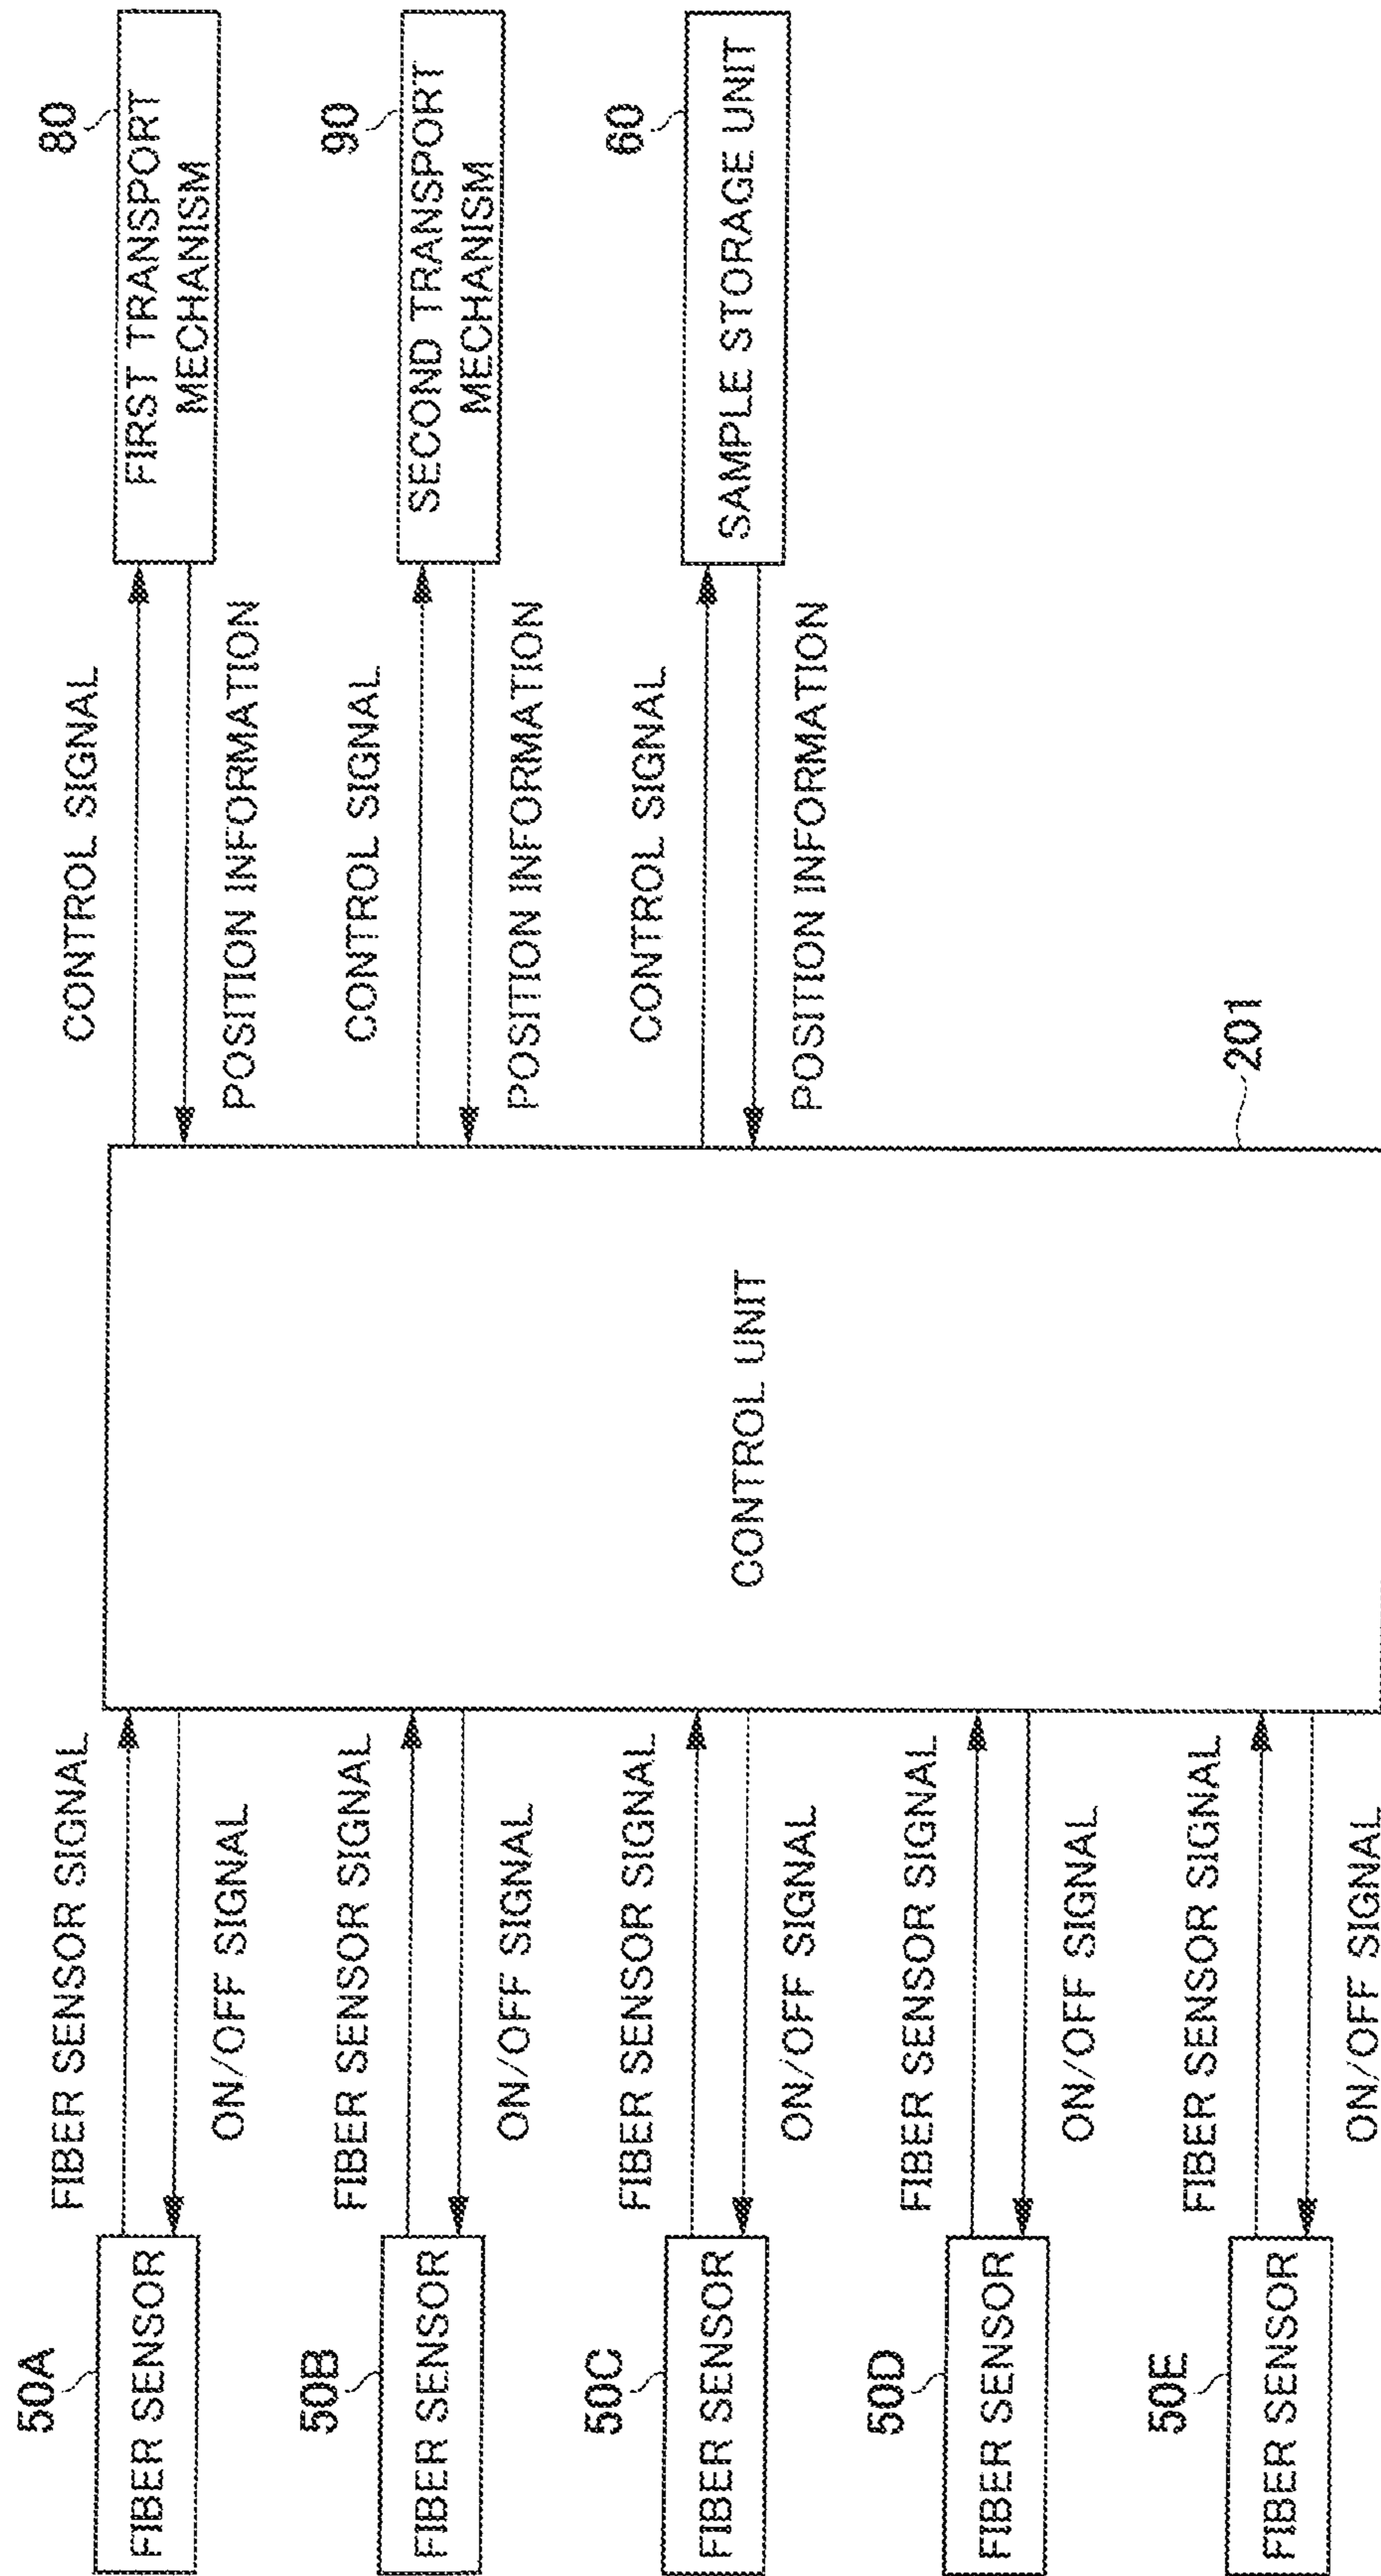 50A
FIBER SENSOR
FIBER SENSOR SIGNAL
ON/OFF SIGNAL
50B
FIBER SENSOR
FIBER SENSOR SIGNAL
ON/OFF SIGNAL
50C
FIBER SENSOR
FIBER SENSOR SIGNAL
ON/OFF SIGNAL
50D
FIBER SENSOR
FIBER SENSOR SIGNAL
ON/OFF SIGNAL
50E
FIBER SENSOR
FIBER SENSOR SIGNAL
ON/OFF SIGNAL
CONTROL UNIT
201
CONTROL SIGNAL
POSITION INFORMATION
80
FIRST TRANSPORT
MECHANISM
CONTROL SIGNAL
POSITION INFORMATION
90
SECOND TRANSPORT
MECHANISM
CONTROL SIGNAL
POSITION INFORMATION
60
SAMPLE STORAGE UNIT